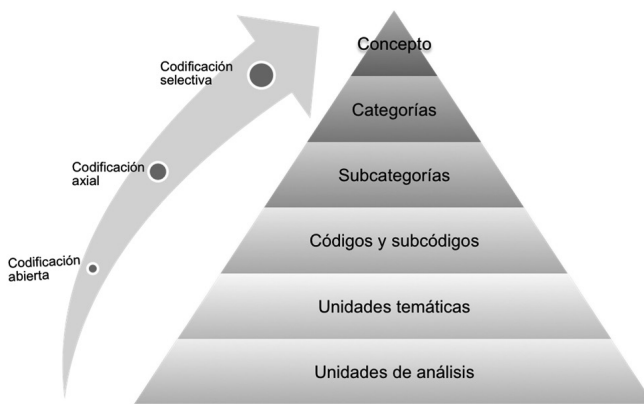 Concepto
Codificación
selectiva
Categorías
Codificación
axial
Subcategorías
Códigos y subcódigos
Codificación
abierta
Unidades temáticas
Unidades de análisis